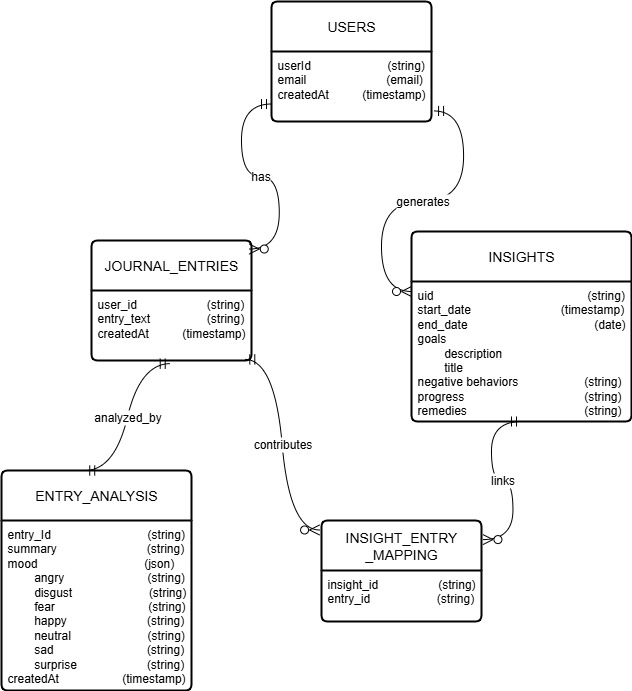 USERS
userId (string)
email (email)
createdAt (timestamp)
has
generates
JOURNAL_ENTRIES
user_id (string)
entry_text (string)
createdAt (timestamp)
INSIGHTS
uid (string)
start_date (timestamp)
end_date (date)
goals
description
title
negative behaviors (string)
progress (string)
remedies (string)
analyzed_by
contributes
links
ENTRY_ANALYSIS
entry_Id (string)
summary (string)
mood (json)
angry (string)
disgust (string)
fear (string)
happy (string)
neutral (string)
sad (string)
surprise (string)
createdAt (timestamp)
INSIGHT_ENTRY
_MAPPING
insight_id (string)
entry_id (string)